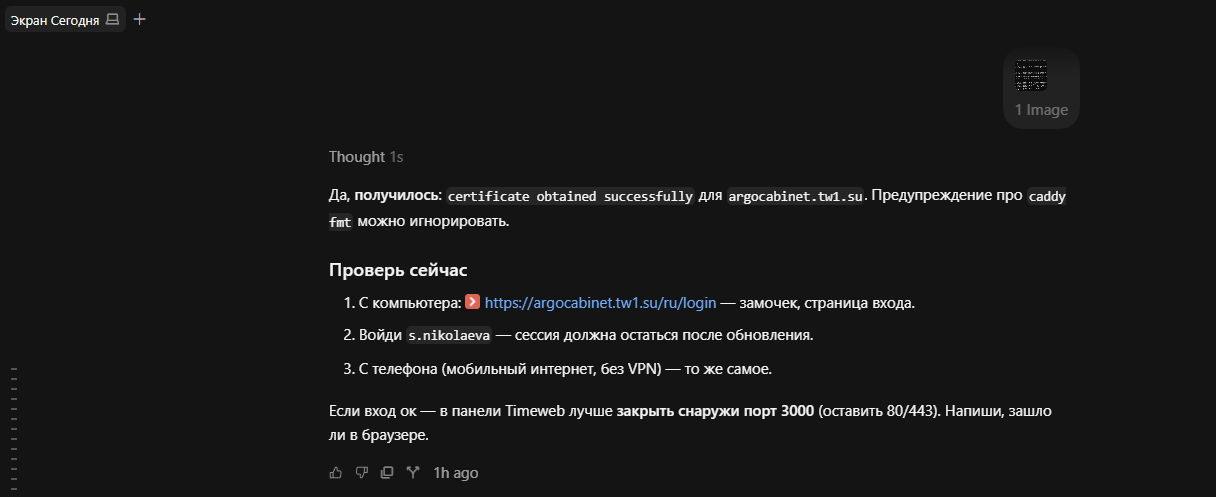 Экран Сегодня
1 Image
Thought 1s
Да, получилось: certificate obtained successfully для argocabinet.tw1.su. Предупреждение про caddy
fmt можно игнорировать.
Проверь сейчас
1. С компьютера: https://argocabinet.tw1.su/ru/login — замочек, страница входа.
2. Войди s.nikolaeva — сессия должна остаться после обновления.
3. С телефона (мобильный интернет, без VPN) — то же самое.
Если вход ок — в панели Timeweb лучше закрыть снаружи порт 3000 (оставить 80/443). Напиши, зашло
ли в браузере.
1h ago